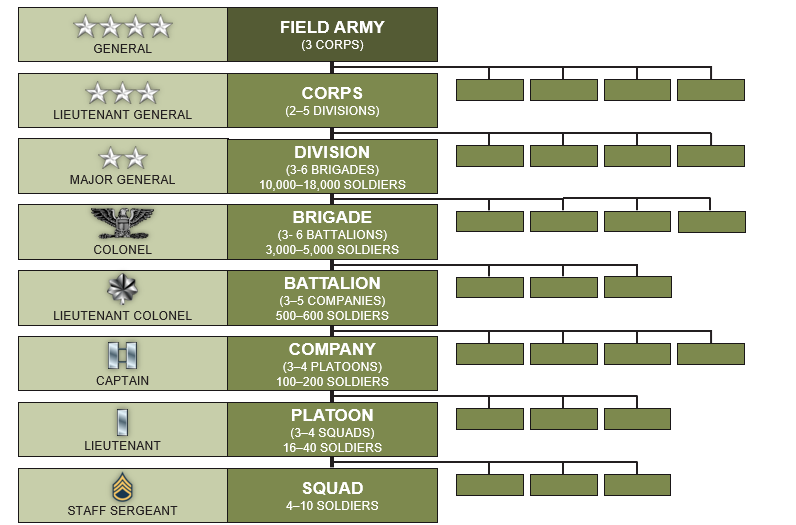 FIELD ARMY
(3 CORPS)
GENERAL
CORPS
(2–5 DIVISIONS)
LIEUTENANT GENERAL
DIVISION
(3-6 BRIGADES)
10,000–18,000 SOLDIERS
MAJOR GENERAL
BRIGADE
(3- 6 BATTALIONS)
3,000–5,000 SOLDIERS
COLONEL
BATTALION
(3–5 COMPANIES)
500–600 SOLDIERS
LIEUTENANT COLONEL
COMPANY
(3–4 PLATOONS)
100–200 SOLDIERS
CAPTAIN
PLATOON
(3–4 SQUADS)
16–40 SOLDIERS
LIEUTENANT
SQUAD
4–10 SOLDIERS
STAFF SERGEANT